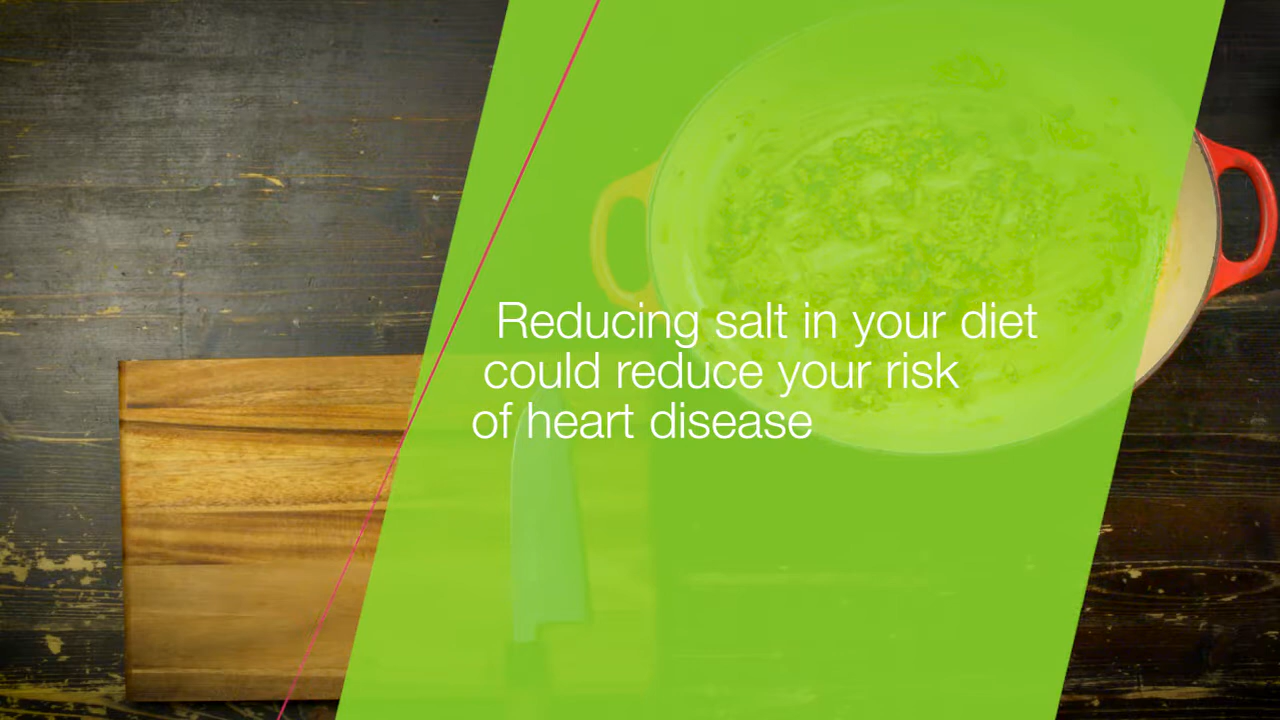 Reducing salt in your diet
could reduce your risk
of heart disease